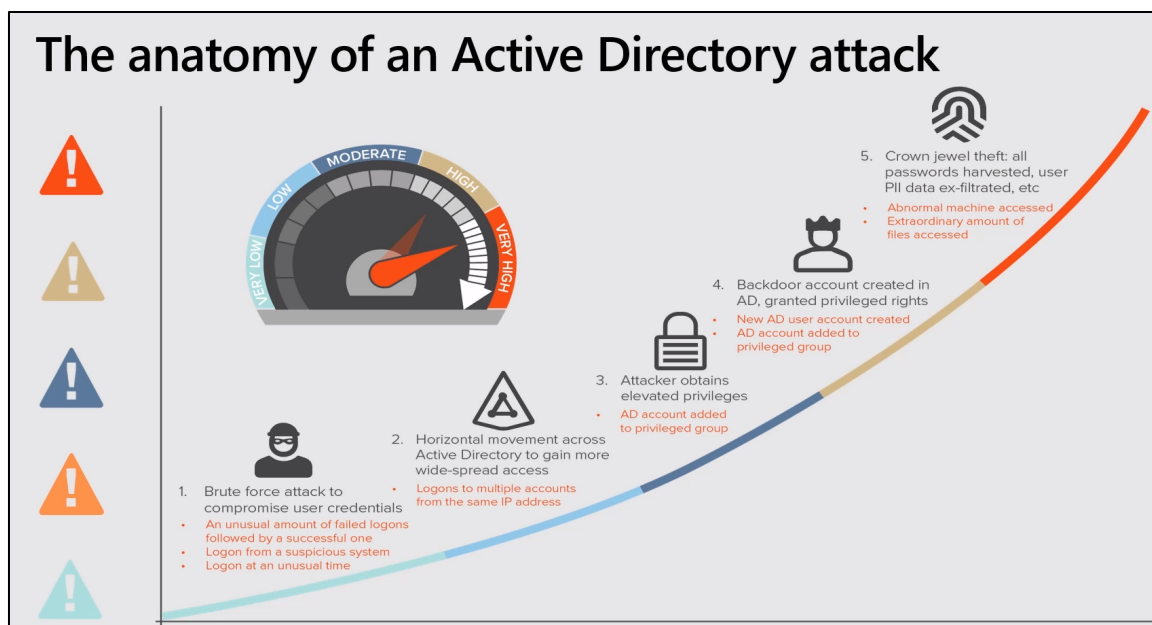 The anatomy of an Active Directory attack
VERY LOW
LOW
MODERATE
HIGH
VERY HIGH
1. Brute force attack to
compromise user credentials
• An unusual amount of failed logons
followed by a successful one
• Logon from a suspicious system
• Logon at an unusual time
2. Horizontal movement across
Active Directory to gain more
wide-spread access
• Logons to multiple accounts
from the same IP address
3. Attacker obtains
elevated privileges
• AD account added
to privileged group
4. Backdoor account created in
AD, granted privileged rights
• New AD user account created
• AD account added to
privileged group
5. Crown jewel theft: all
passwords harvested, user
PII data ex-filtrated, etc
• Abnormal machine accessed
• Extraordinary amount of
files accessed